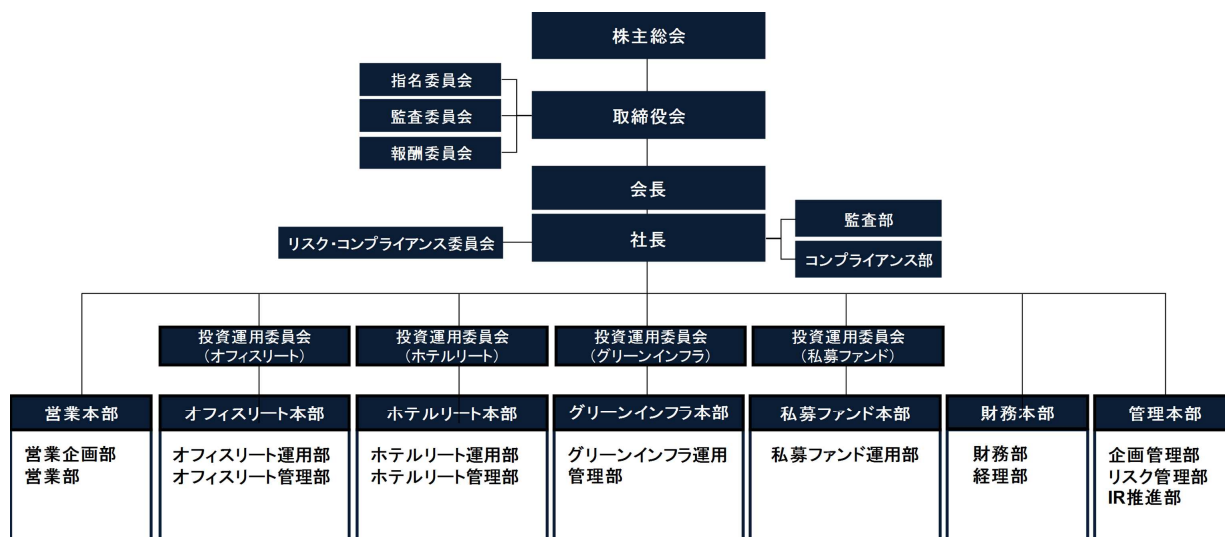 株主総会
指名委員会
監査委員会
報酬委員会
取締役会
会長
社長
リスク・コンプライアンス委員会
監査部
コンプライアンス部
投資運用委員会
（オフィスリート）
投資運用委員会
（ホテルリート）
投資運用委員会
（グリーンインフラ）
投資運用委員会
（私募ファンド）
営業本部
営業企画部
営業部
オフィスリート本部
オフィスリート運用部
オフィスリート管理部
ホテルリート本部
ホテルリート運用部
ホテルリート管理部
グリーンインフラ本部
グリーンインフラ運用
管理部
私募ファンド本部
私募ファンド運用部
財務本部
財務部
経理部
管理本部
企画管理部
リスク管理部
IR推進部